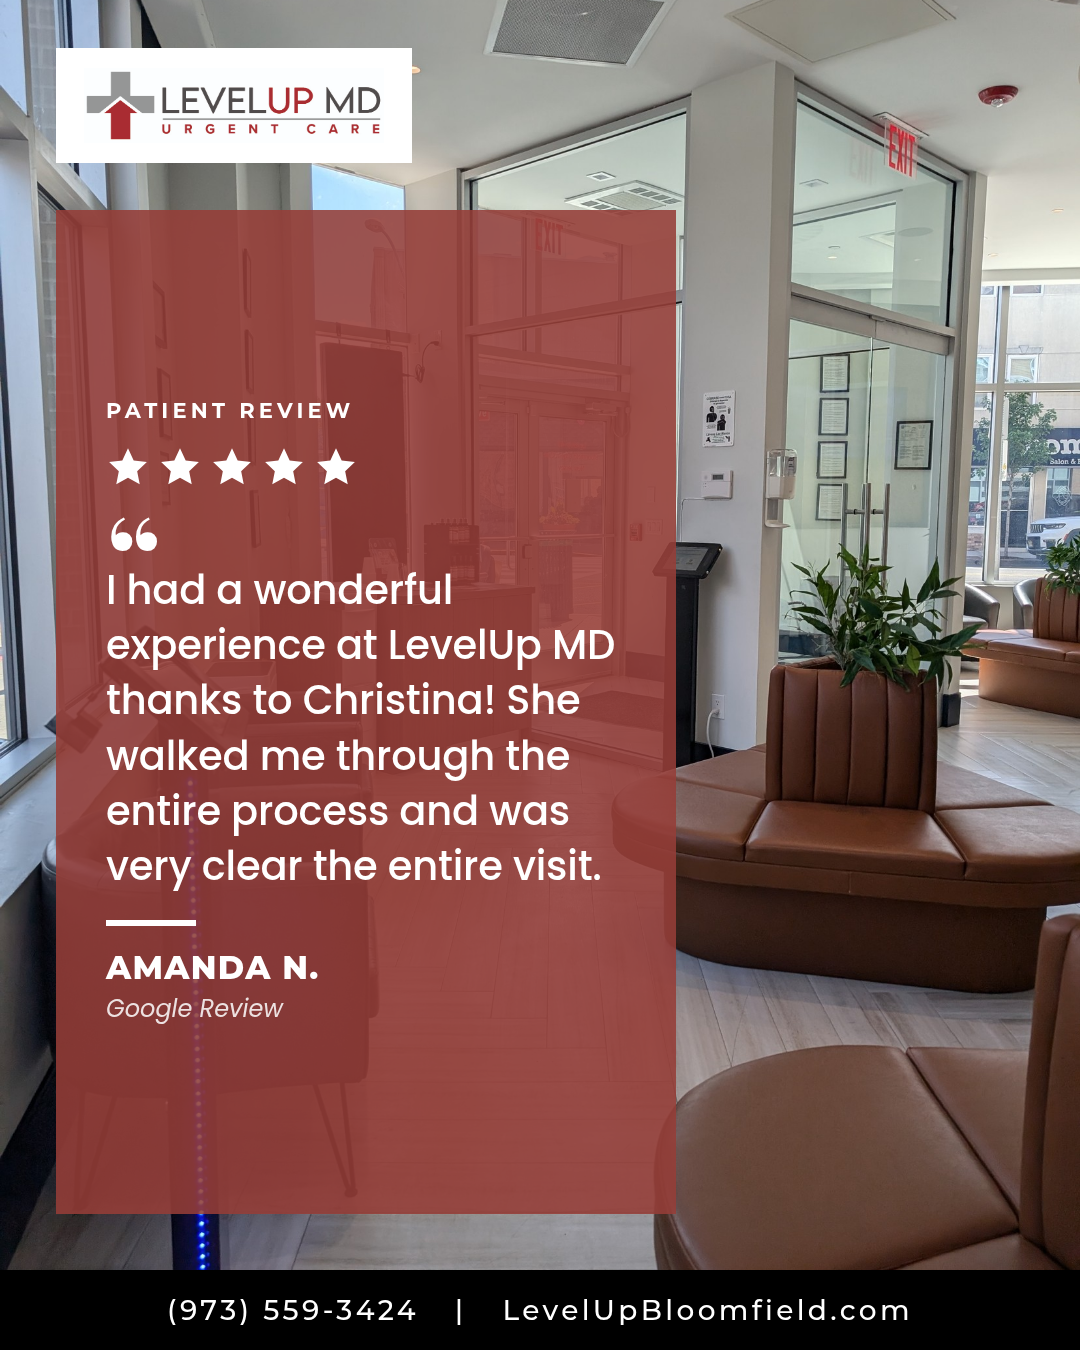 LEVELUP MD
URGENT CARE
EXIT
EXIT
PATIENT REVIEW
“
I had a wonderful
experience at LevelUp MD
thanks to Christina! She
walked me through the
entire process and was
very clear the entire visit.
AMANDA N.
Google Review
(973) 559-3424 | LevelUpBloomfield.com